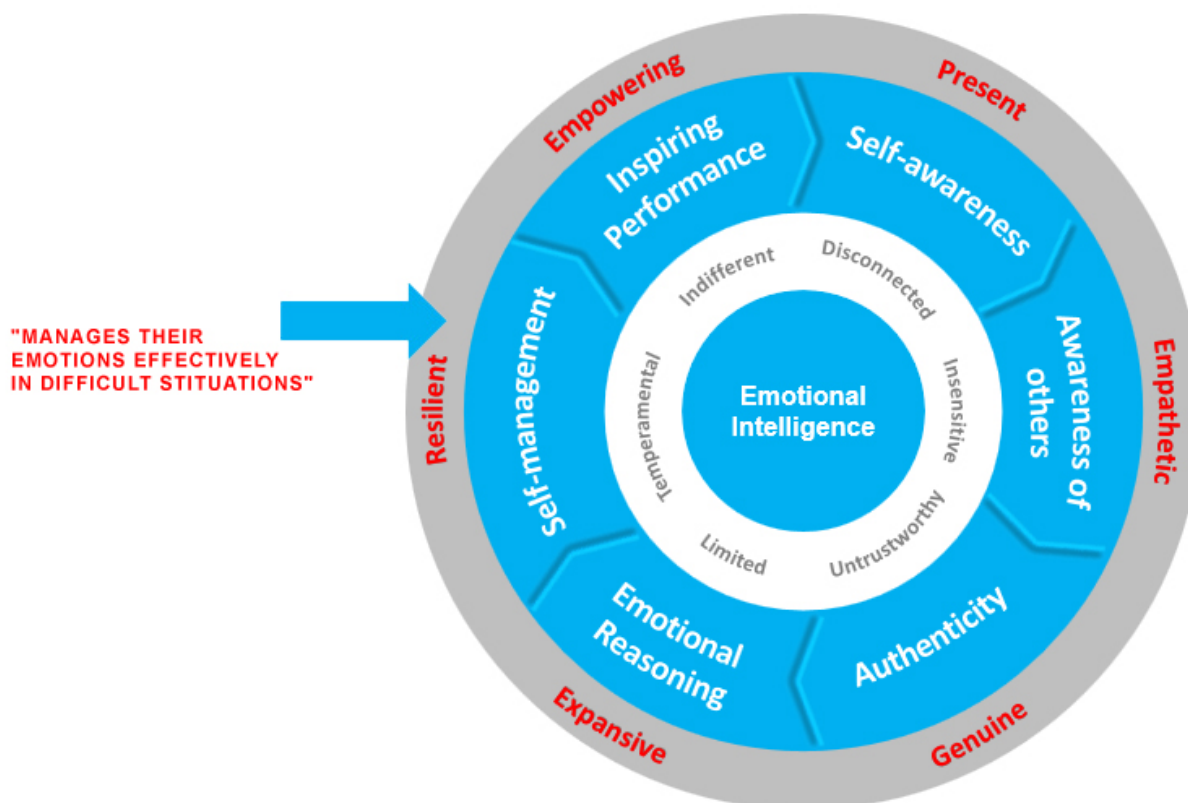 Empowering
Present
Inspiring
Performance
Self-awareness
Indifferent
Disconnected
"MANAGES THEIR
EMOTIONS EFFECTIVELY
IN DIFFICULT STITUATIONS"
Resilient
Self-management
Temperamental
Emotional
Intelligence
Insensitive
Awareness of
others
Empathetic
Limited
Untrustworthy
Emotional
Reasoning
Authenticity
Expansive
Genuine